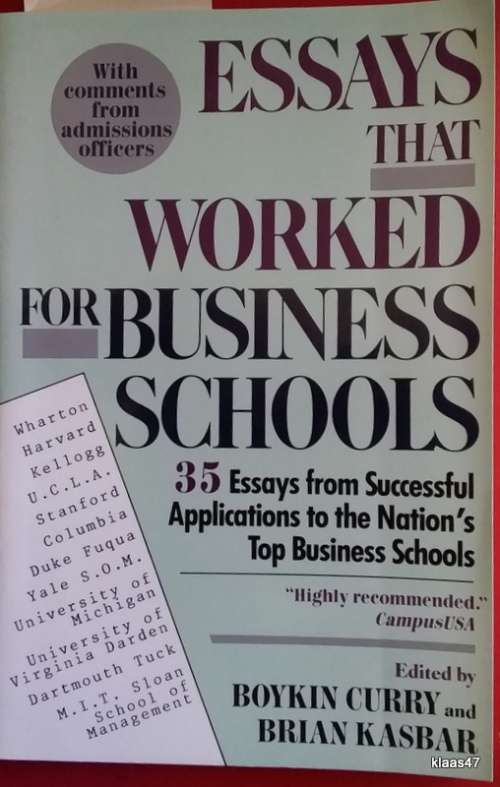 With
comments
from
admissions
officers
ESSAYS
THAT
WORKED
FOR BUSINESS
SCHOOLS
35 Essays from Successful
Applications to the Nation's
Top Business Schools
"Highly recommended."
CampusUSA
Edited by
BOYKIN CURRY and
BRIAN KASBAR
Wharton
Harvard
Kellogg
U.C.L.A.
Stanford
Columbia
Duke Fuqua
Yale S.O.M.
University of
Michigan
University of
Virginia Darden
Dartmouth Tuck
M.I.T. Sloan
School of
Management
klaas47